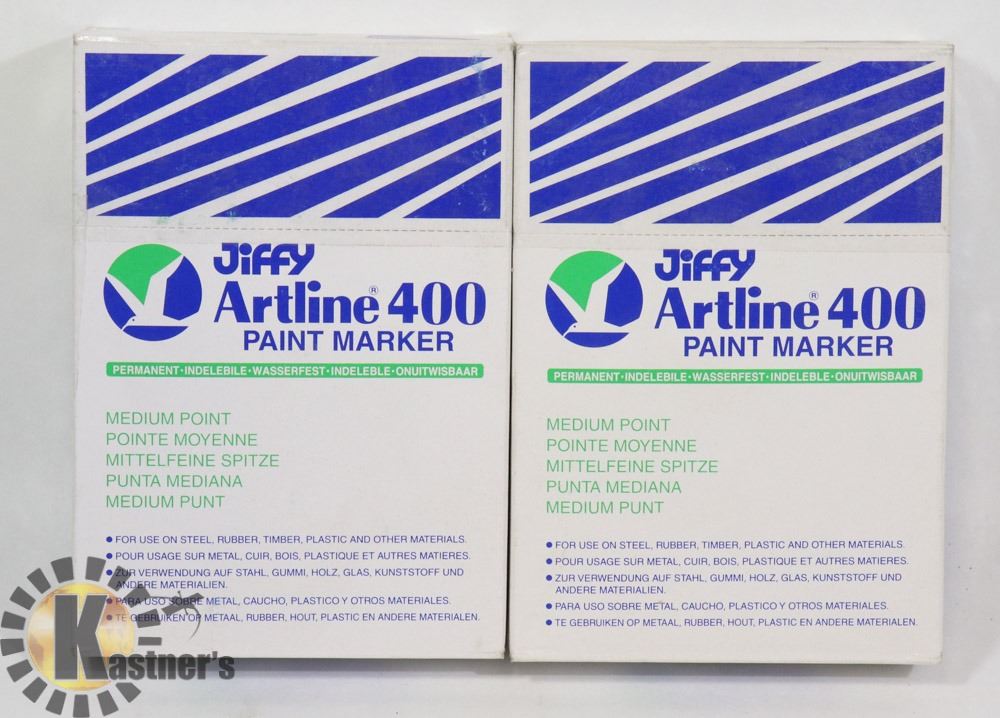 Jiffy
Artline® 400
PAINT MARKER
PERMANENT·INDELEBILE·WASSERFEST·INDELEBLE·ONUITWISBAAR
MEDIUM POINT
POINTE MOYENNE
MITTELFEINE SPITZE
PUNTA MEDIANA
MEDIUM PUNT
• FOR USE ON STEEL, RUBBER, TIMBER, PLASTIC AND OTHER MATERIALS.
• POUR USAGE SUR METAL, CUIR, BOIS, PLASTIQUE ET AUTRES MATIERES.
• ZUR VERWENDUNG AUF STAHL, GUMMI, HOLZ, GLAS, KUNSTSTOFF UND
ANDERE MATERIALIEN.
• PARA USO SOBRE METAL, CAUCHO, PLASTICO Y OTROS MATERIALES.
• TE GEBRUIKEN OP METAAL, RUBBER, HOUT, PLASTIC EN ANDERE MATERIALEN.
Jiffy
Artline® 400
PAINT MARKER
PERMANENT·INDELEBILE·WASSERFEST·INDELEBLE·ONUITWISBAAR
MEDIUM POINT
POINTE MOYENNE
MITTELFEINE SPITZE
PUNTA MEDIANA
MEDIUM PUNT
• FOR USE ON STEEL, RUBBER, TIMBER, PLASTIC AND OTHER MATERIALS.
• POUR USAGE SUR METAL, CUIR, BOIS, PLASTIQUE ET AUTRES MATIERES.
• ZUR VERWENDUNG AUF STAHL, GUMMI, HOLZ, GLAS, KUNSTSTOFF UND
ANDERE MATERIALIEN.
• PARA USO SOBRE METAL, CAUCHO, PLASTICO Y OTROS MATERIALES.
• TE GEBRUIKEN OP METAAL, RUBBER, HOUT, PLASTIC EN ANDERE MATERIALEN.
Kastner's